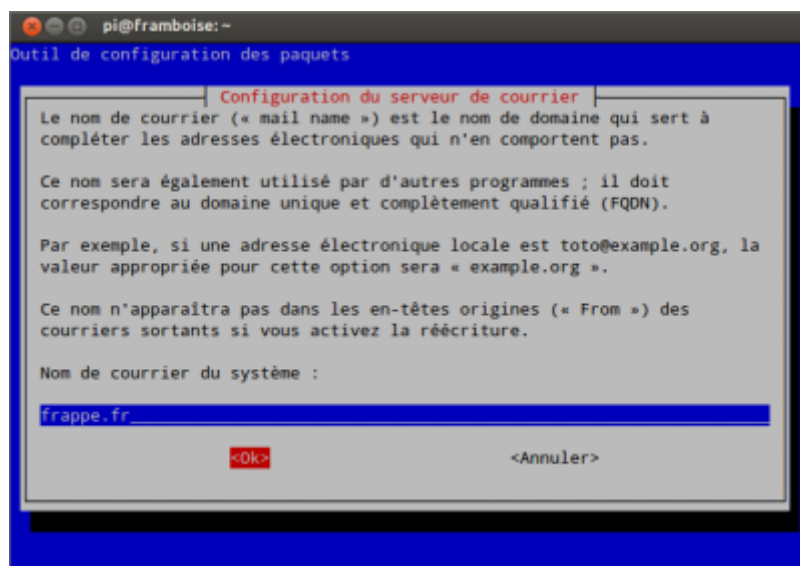 pi@framboise: ~
Outil de configuration des paquets
Configuration du serveur de courrier
Le nom de courrier (« mail name ») est le nom de domaine qui sert à
compléter les adresses électroniques qui n'en comportent pas.
Ce nom sera également utilisé par d'autres programmes ; il doit
correspondre au domaine unique et complètement qualifié (FQDN).
Par exemple, si une adresse électronique locale est toto@example.org, la
valeur appropriée pour cette option sera « example.org ».
Ce nom n'apparaîtra pas dans les en-têtes origines (« From ») des
courriers sortants si vous activez la réécriture.
Nom de courrier du système :
frappe.fr
<Ok> <Annuler>